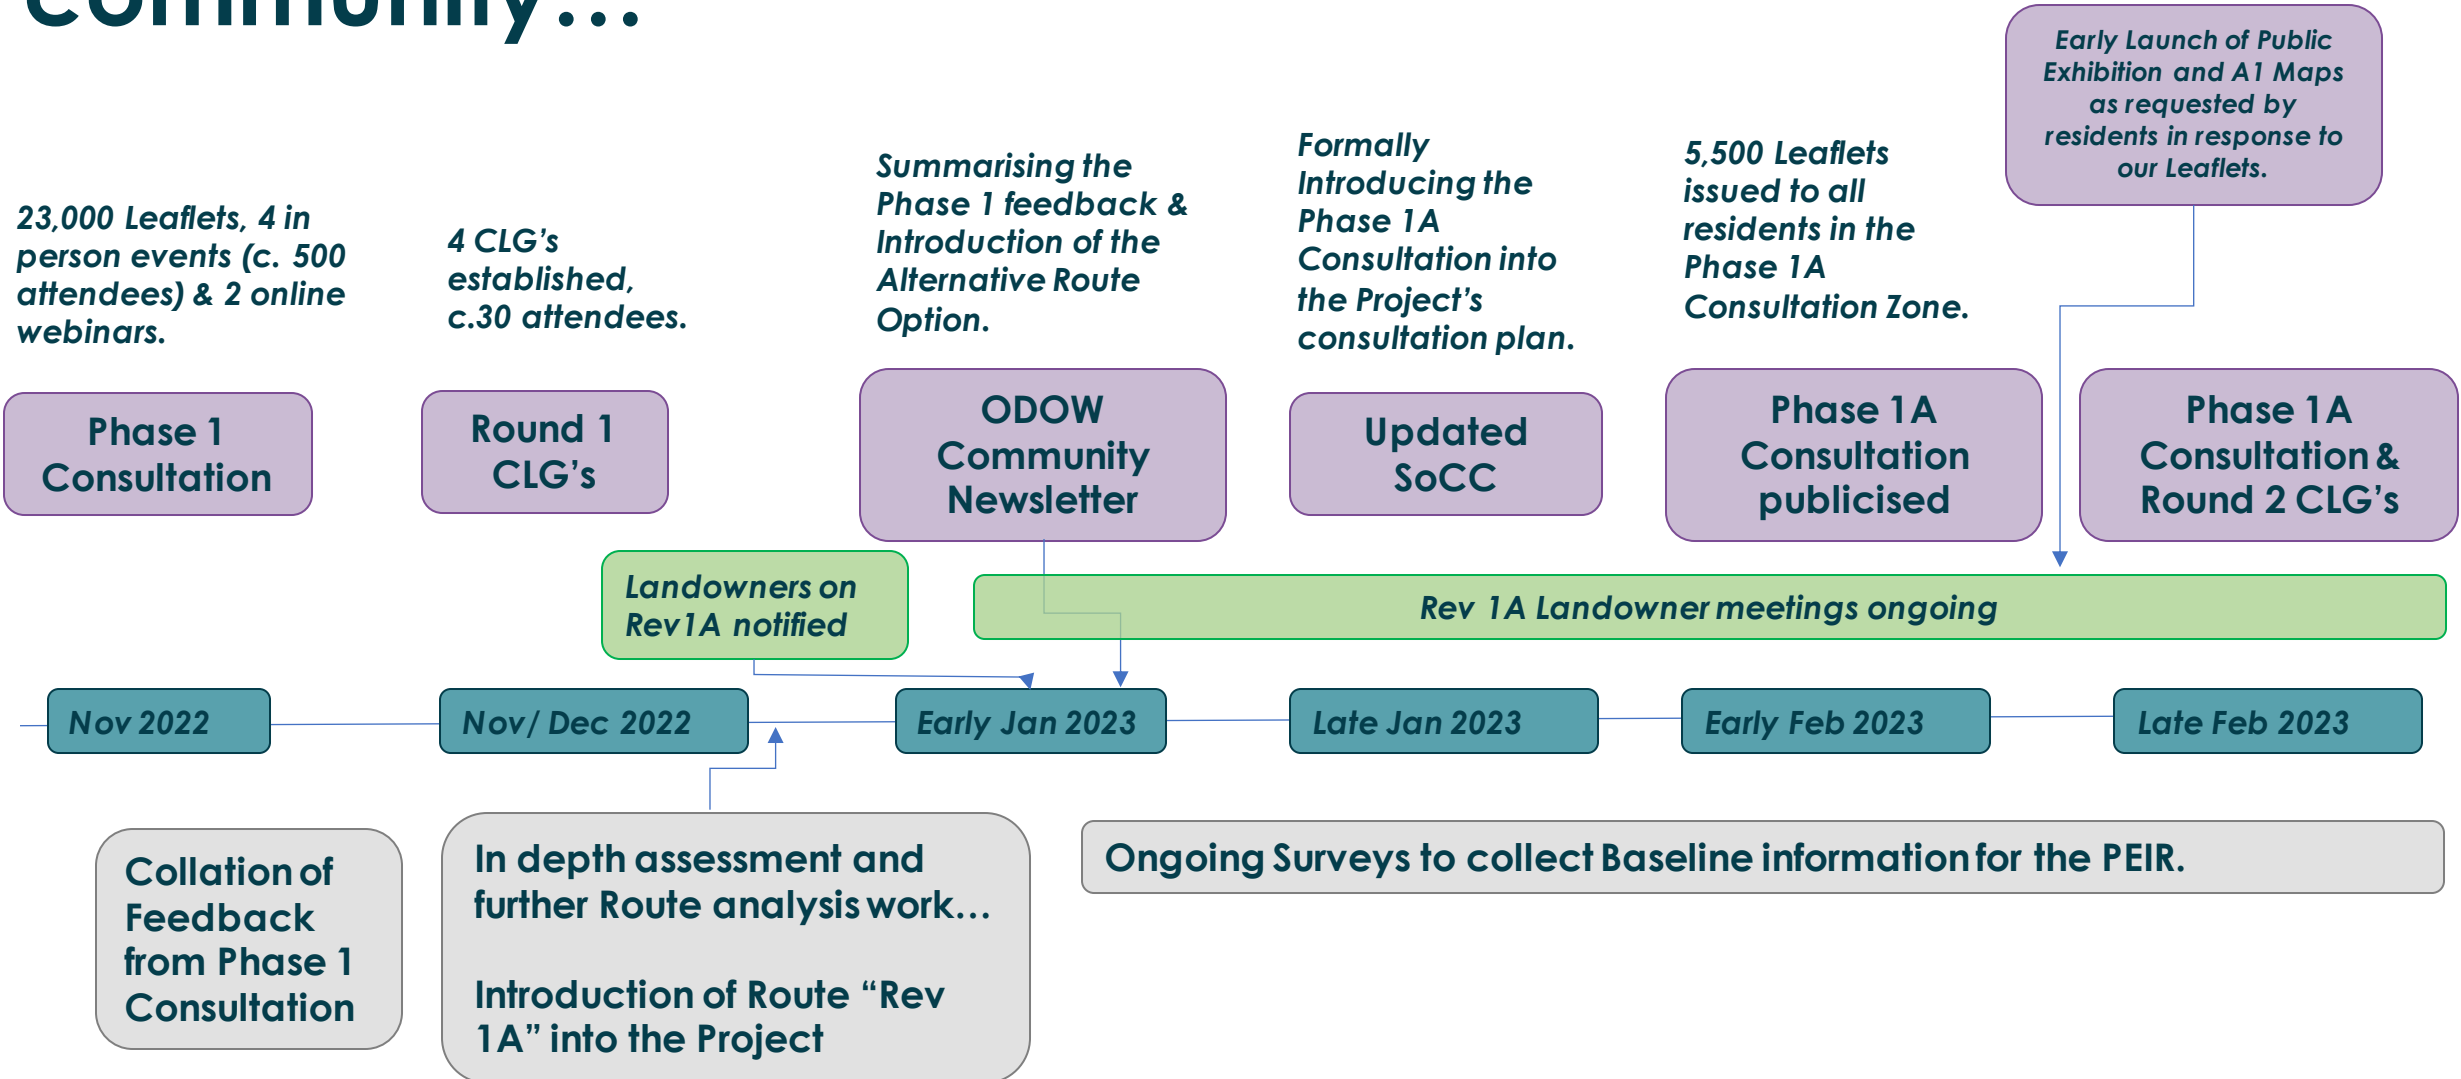 community…
Early Launch of Public
Exhibition and A1 Maps
as requested by
residents in response to
our Leaflets.
23,000 Leaflets, 4 in
person events (c. 500
attendees) & 2 online
webinars.
4 CLG’s
established,
c.30 attendees.
Summarising the
Phase 1 feedback &
Introduction of the
Alternative Route
Option.
Formally
Introducing the
Phase 1A
Consultation into
the Project’s
consultation plan.
5,500 Leaflets
issued to all
residents in the
Phase 1A
Consultation Zone.
Phase 1
Consultation
Round 1
CLG’s
ODOW
Community
Newsletter
Updated
SoCC
Phase 1A
Consultation
publicised
Phase 1A
Consultation &
Round 2 CLG’s
Landowners on
Rev1A notified
Rev 1A Landowner meetings ongoing
Nov 2022
Nov/ Dec 2022
Early Jan 2023
Late Jan 2023
Early Feb 2023
Late Feb 2023
Collation of
Feedback
from Phase 1
Consultation
In depth assessment and
further Route analysis work…
Introduction of Route “Rev
1A” into the Project
Ongoing Surveys to collect Baseline information for the PEIR.